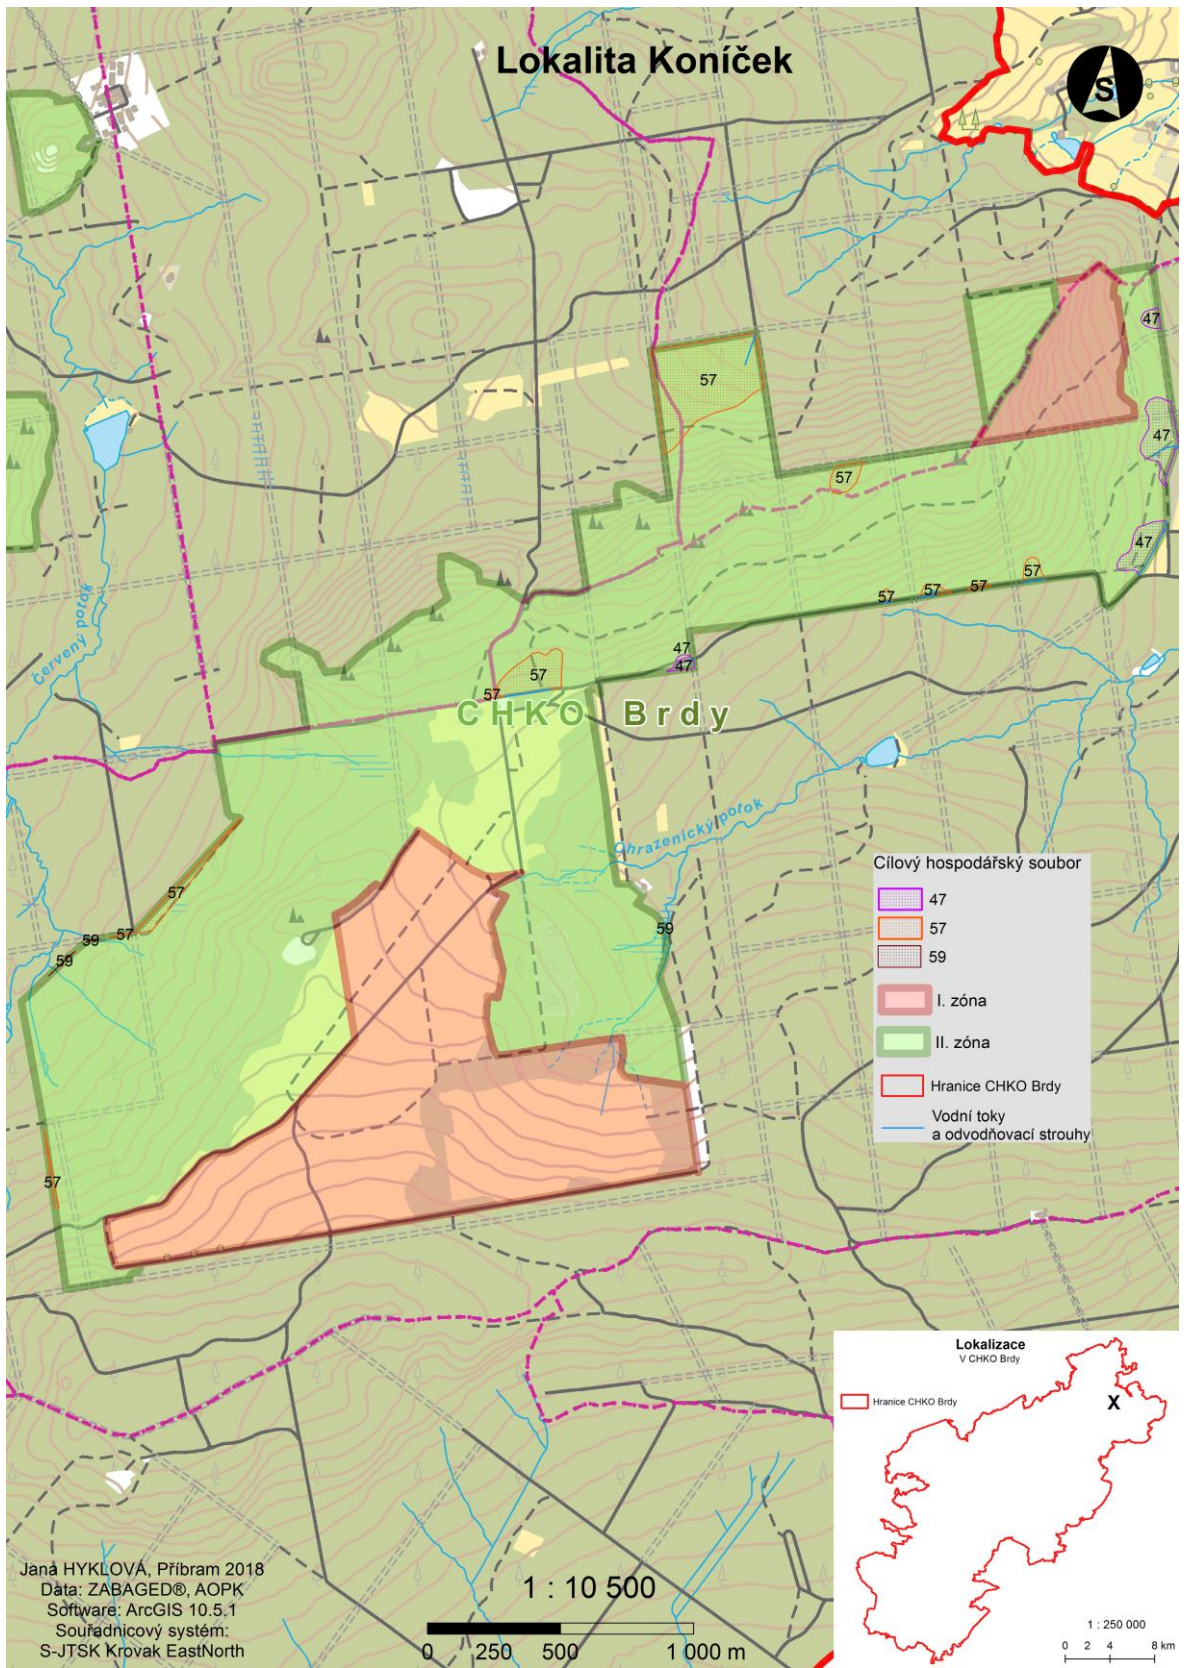 Lokalita Koníček
S
57
47
57
47
47
57
57
57
57
47
47
57
57
CHKO Brdy
červený potok
Ohrazenický potok
57
57
59
59
59
57
Cílový hospodářský soubor
47
57
59
I. zóna
II. zóna
Hranice CHKO Brdy
Vodní toky
a odvodňovací strouhy
Lokalizace
V CHKO Brdy
Hranice CHKO Brdy
X
1 : 250 000
0 2 4 8 km
Jana HYKLOVÁ, Příbram 2018
Data: ZABAGED®, AOPK
Software: ArcGIS 10.5.1
Souřadnicový systém:
S-JTSK Krovak EastNorth
1 : 10 500
0 250 500 1 000 m